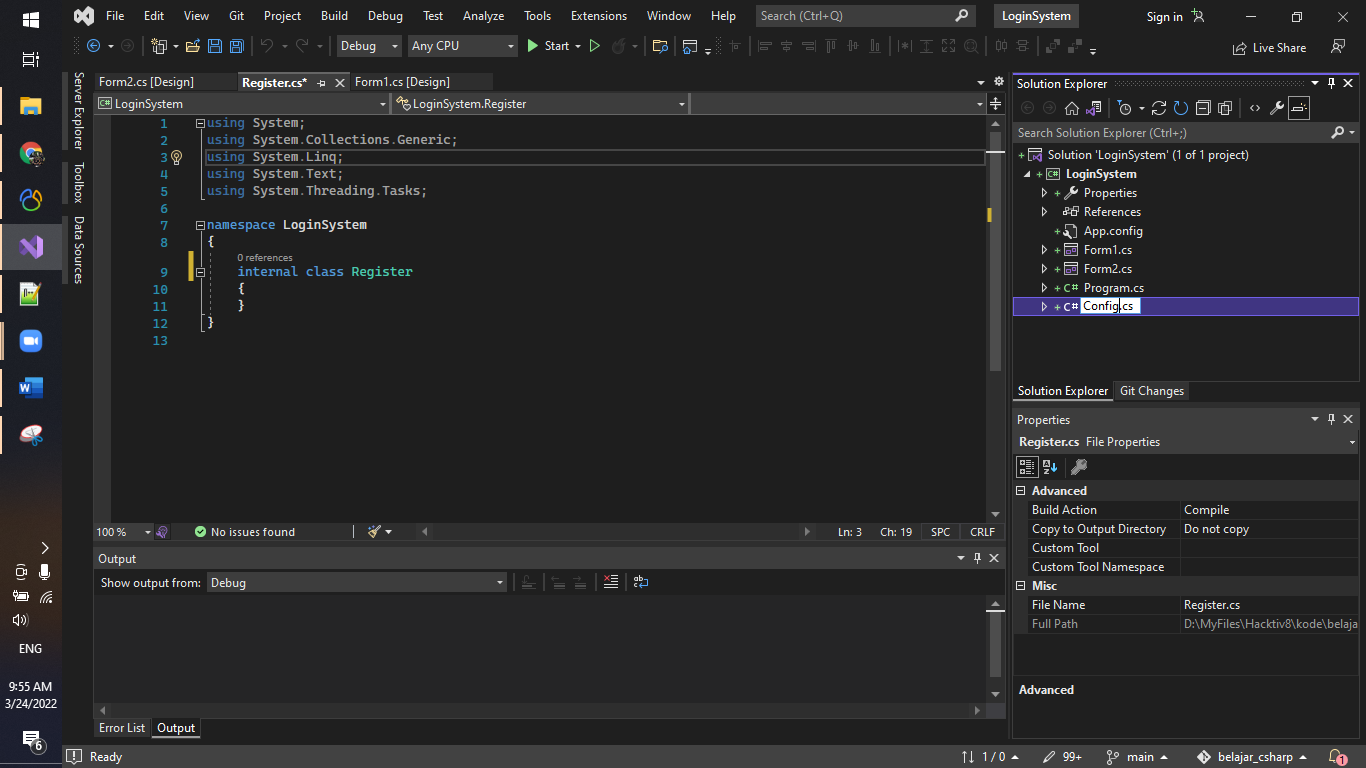 File Edit View Git Project Build Debug Test Analyze Tools Extensions Window Help Search (Ctrl+Q) LoginSystem Sign in
Debug Any CPU Start Live Share
Server Explorer
Toolbox
Data Sources
Form2.cs [Design] Register.cs* Form1.cs [Design]
LoginSystem LoginSystem.Register
1 using System;
2 using System.Collections.Generic;
3 using System.Linq;
4 using System.Text;
5 using System.Threading.Tasks;
6
7 namespace LoginSystem
8 {
0 references
9 internal class Register
10 {
11 }
12 }
13
100 % No issues found Ln: 3 Ch: 19 SPC CRLF
Output
Show output from: Debug
Error List Output
Solution Explorer
Search Solution Explorer (Ctrl+;)
Solution 'LoginSystem' (1 of 1 project)
LoginSystem
Properties
References
App.config
Form1.cs
Form2.cs
Program.cs
Config.cs
Solution Explorer Git Changes
Properties
Register.cs File Properties
Advanced
Build Action Compile
Copy to Output Directory Do not copy
Custom Tool
Custom Tool Namespace
Misc
File Name Register.cs
Full Path D:\MyFiles\Hacktiv8\kode\belaja
Advanced
ENG
9:55 AM
3/24/2022
6
Ready 1 / 0 99+ main belajar_csharp 1